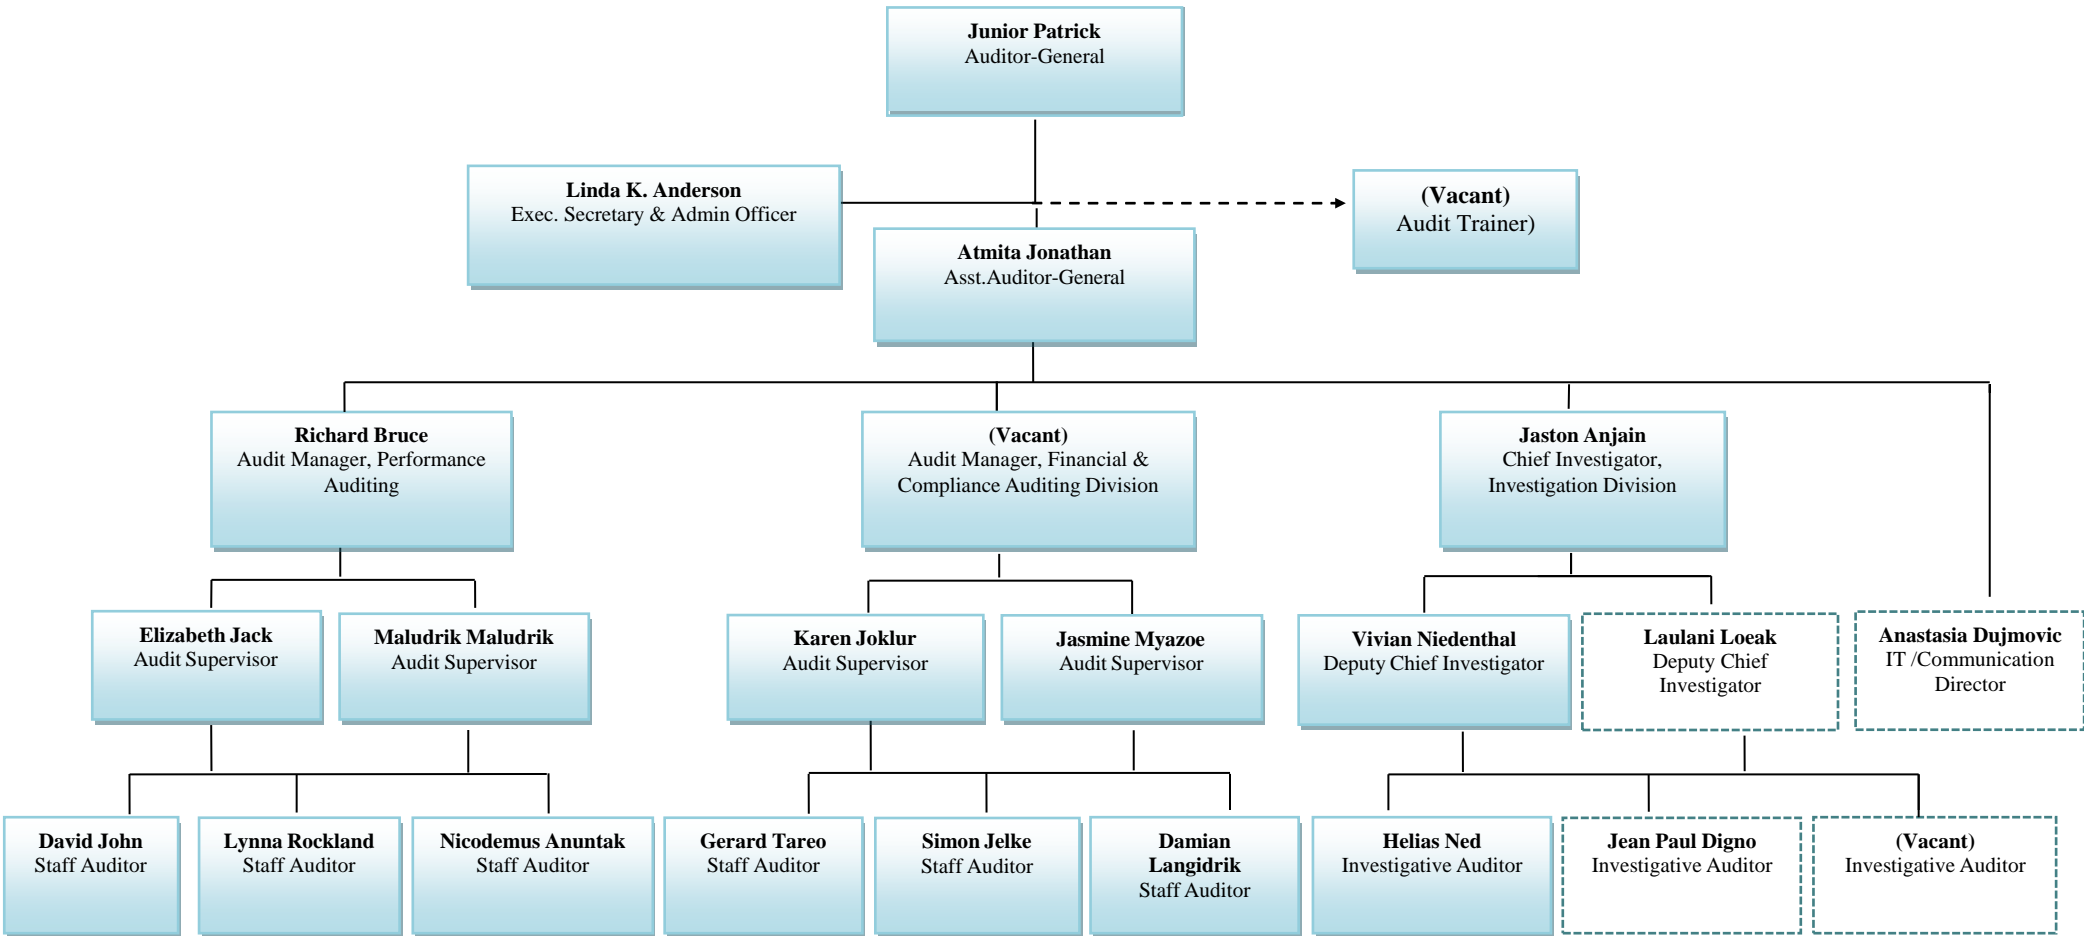 Junior Patrick
Auditor-General
Linda K. Anderson
Exec. Secretary & Admin Officer
(Vacant)
Audit Trainer)
Atmita Jonathan
Asst.Auditor-General
Richard Bruce
Audit Manager, Performance
Auditing
(Vacant)
Audit Manager, Financial &
Compliance Auditing Division
Jaston Anjain
Chief Investigator,
Investigation Division
Elizabeth Jack
Audit Supervisor
Maludrik Maludrik
Audit Supervisor
Karen Joklur
Audit Supervisor
Jasmine Myazoe
Audit Supervisor
Vivian Niedenthal
Deputy Chief Investigator
Laulani Loeak
Deputy Chief
Investigator
Anastasia Dujmovic
IT /Communication
Director
David John
Staff Auditor
Lynna Rockland
Staff Auditor
Nicodemus Anuntak
Staff Auditor
Gerard Tareo
Staff Auditor
Simon Jelke
Staff Auditor
Damian
Langidrik
Staff Auditor
Helias Ned
Investigative Auditor
Jean Paul Digno
Investigative Auditor
(Vacant)
Investigative Auditor